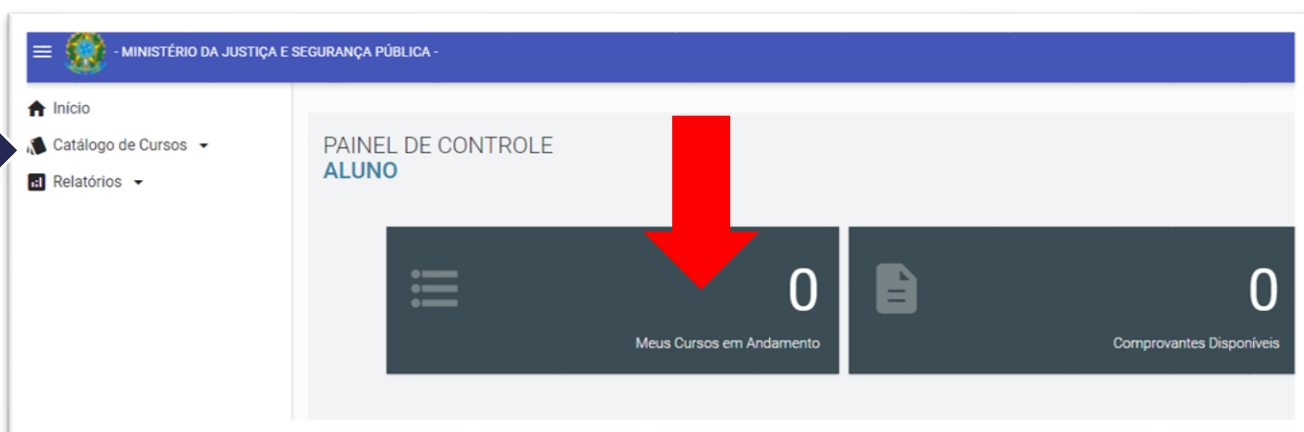 - MINISTÉRIO DA JUSTIÇA E SEGURANÇA PÚBLICA -
Início
Catálogo de Cursos
Relatórios
PAINEL DE CONTROLE
ALUNO
0
Meus Cursos em Andamento
0
Comprovantes Disponíveis